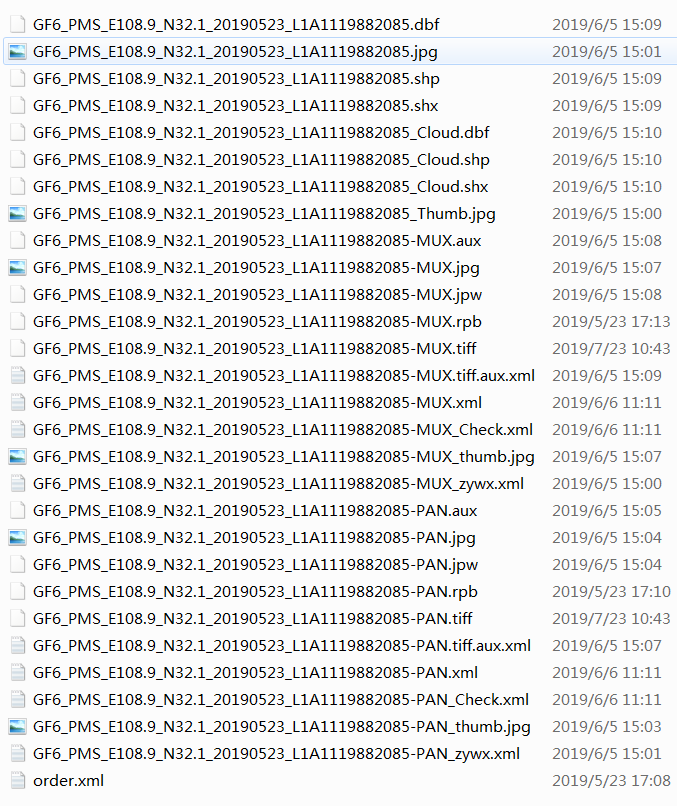 GF6_PMS_E108.9_N32.1_20190523_L1A1119882085.dbf 2019/6/5 15:09
GF6_PMS_E108.9_N32.1_20190523_L1A1119882085.jpg 2019/6/5 15:01
GF6_PMS_E108.9_N32.1_20190523_L1A1119882085.shp 2019/6/5 15:09
GF6_PMS_E108.9_N32.1_20190523_L1A1119882085.shx 2019/6/5 15:09
GF6_PMS_E108.9_N32.1_20190523_L1A1119882085_Cloud.dbf 2019/6/5 15:10
GF6_PMS_E108.9_N32.1_20190523_L1A1119882085_Cloud.shp 2019/6/5 15:10
GF6_PMS_E108.9_N32.1_20190523_L1A1119882085_Cloud.shx 2019/6/5 15:10
GF6_PMS_E108.9_N32.1_20190523_L1A1119882085_Thumb.jpg 2019/6/5 15:00
GF6_PMS_E108.9_N32.1_20190523_L1A1119882085-MUX.aux 2019/6/5 15:08
GF6_PMS_E108.9_N32.1_20190523_L1A1119882085-MUX.jpg 2019/6/5 15:07
GF6_PMS_E108.9_N32.1_20190523_L1A1119882085-MUX.jpw 2019/6/5 15:08
GF6_PMS_E108.9_N32.1_20190523_L1A1119882085-MUX.rpb 2019/5/23 17:13
GF6_PMS_E108.9_N32.1_20190523_L1A1119882085-MUX.tiff 2019/7/23 10:43
GF6_PMS_E108.9_N32.1_20190523_L1A1119882085-MUX.tiff.aux.xml 2019/6/5 15:09
GF6_PMS_E108.9_N32.1_20190523_L1A1119882085-MUX.xml 2019/6/6 11:11
GF6_PMS_E108.9_N32.1_20190523_L1A1119882085-MUX_Check.xml 2019/6/6 11:11
GF6_PMS_E108.9_N32.1_20190523_L1A1119882085-MUX_thumb.jpg 2019/6/5 15:07
GF6_PMS_E108.9_N32.1_20190523_L1A1119882085-MUX_zywx.xml 2019/6/5 15:00
GF6_PMS_E108.9_N32.1_20190523_L1A1119882085-PAN.aux 2019/6/5 15:05
GF6_PMS_E108.9_N32.1_20190523_L1A1119882085-PAN.jpg 2019/6/5 15:04
GF6_PMS_E108.9_N32.1_20190523_L1A1119882085-PAN.jpw 2019/6/5 15:04
GF6_PMS_E108.9_N32.1_20190523_L1A1119882085-PAN.rpb 2019/5/23 17:10
GF6_PMS_E108.9_N32.1_20190523_L1A1119882085-PAN.tiff 2019/7/23 10:43
GF6_PMS_E108.9_N32.1_20190523_L1A1119882085-PAN.tiff.aux.xml 2019/6/5 15:07
GF6_PMS_E108.9_N32.1_20190523_L1A1119882085-PAN.xml 2019/6/6 11:11
GF6_PMS_E108.9_N32.1_20190523_L1A1119882085-PAN_Check.xml 2019/6/6 11:11
GF6_PMS_E108.9_N32.1_20190523_L1A1119882085-PAN_thumb.jpg 2019/6/5 15:03
GF6_PMS_E108.9_N32.1_20190523_L1A1119882085-PAN_zywx.xml 2019/6/5 15:01
order.xml 2019/5/23 17:08